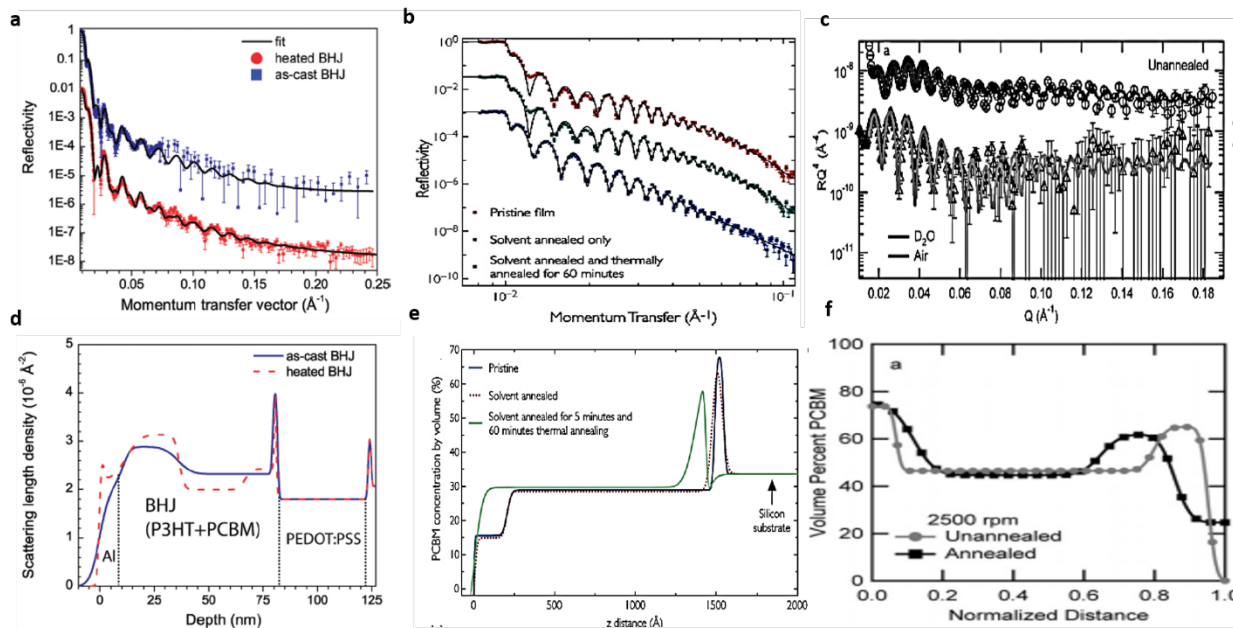 a
fit
heated BHJ
as-cast BHJ
1
0.1
0.01
1E-3
1E-4
1E-5
1E-6
1E-7
1E-8
Reflectivity
0.05
0.10
0.15
0.20
0.25
Momentum transfer vector (Å⁻¹)
b
10⁰
10⁻²
10⁻⁴
10⁻⁶
10⁻⁸
10⁻¹⁰
Reflectivity
Pristine film
Solvent annealed only
Solvent annealed and thermally
annealed for 60 minutes
10⁻²
10⁻¹
Momentum Transfer (Å-¹)
c
a
Unannealed
10⁻⁸
10⁻⁹
10⁻¹⁰
10⁻¹¹
RQ⁴ (Å⁻⁴)
D₂O
Air
0.02
0.04
0.06
0.08
0.10
0.12
0.14
0.16
0.18
Q (Å⁻¹)
d
as-cast BHJ
heated BHJ
5
4
3
2
1
0
Scattering length density (10⁻⁶ Å⁻²)
Al
BHJ
(P3HT+PCBM)
PEDOT:PSS
0
25
50
75
100
125
Depth (nm)
e
70
65
60
55
50
45
40
35
30
25
20
15
10
5
0
PCBM concentration by volume (%)
Pristine
Solvent annealed
Solvent annealed for 5 minutes and
60 minutes thermal annealing
Silicon
substrate
0
500
1000
1500
2000
z distance (Å)
f
a
100
80
60
40
20
0
Volume Percent PCBM
2500 rpm
Unannealed
Annealed
0.0
0.2
0.4
0.6
0.8
1.0
Normalized Distance